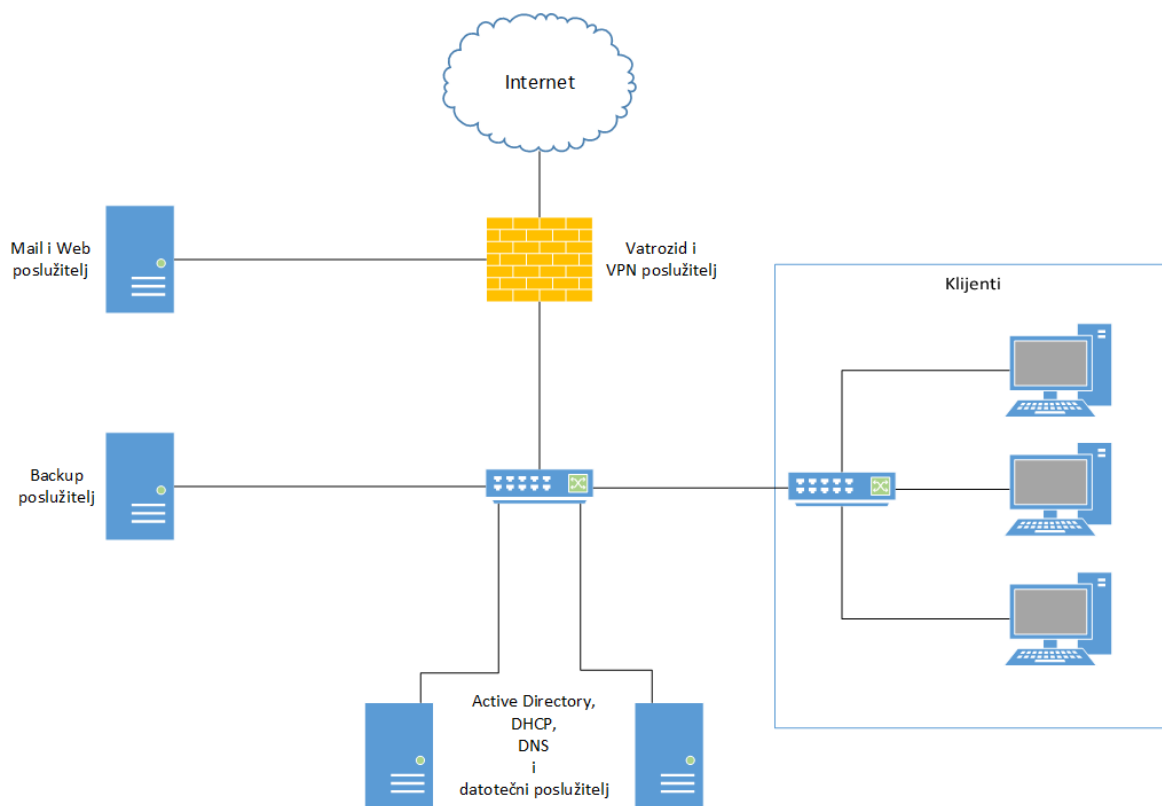 Internet
Mail i Web
poslužitelj
Vatrozid i
VPN poslužitelj
Klijenti
Backup
poslužitelj
Active Directory,
DHCP,
DNS
i
datotečni poslužitelj